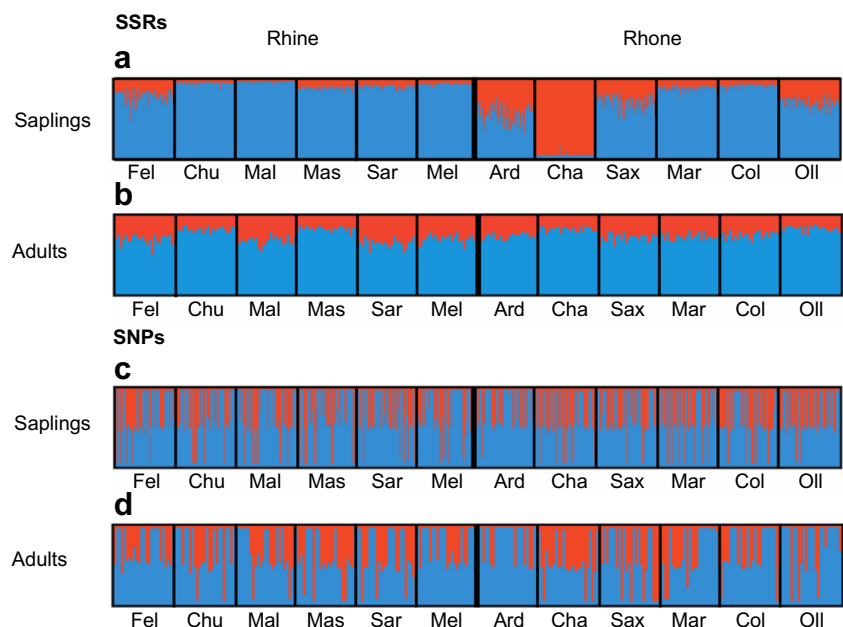 SSRs
Rhine Rhone
a
Saplings
Fel Chu Mal Mas Sar Mel Ard Cha Sax Mar Col Oll
b
Adults
Fel Chu Mal Mas Sar Mel Ard Cha Sax Mar Col Oll
SNPs
c
Saplings
Fel Chu Mal Mas Sar Mel Ard Cha Sax Mar Col Oll
d
Adults
Fel Chu Mal Mas Sar Mel Ard Cha Sax Mar Col Oll